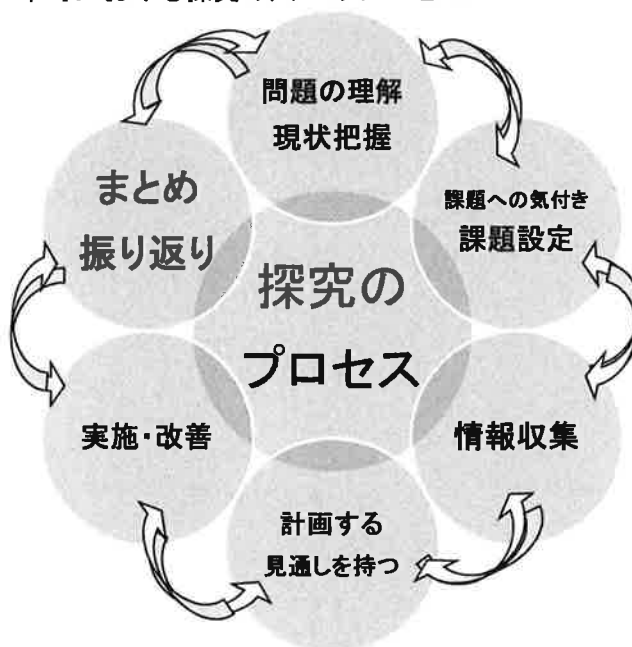 問題の理解
現状把握
課題への気付き
課題設定
情報収集
計画する
見通しを持つ
実施・改善
まとめ
振り返り
探究の
プロセス